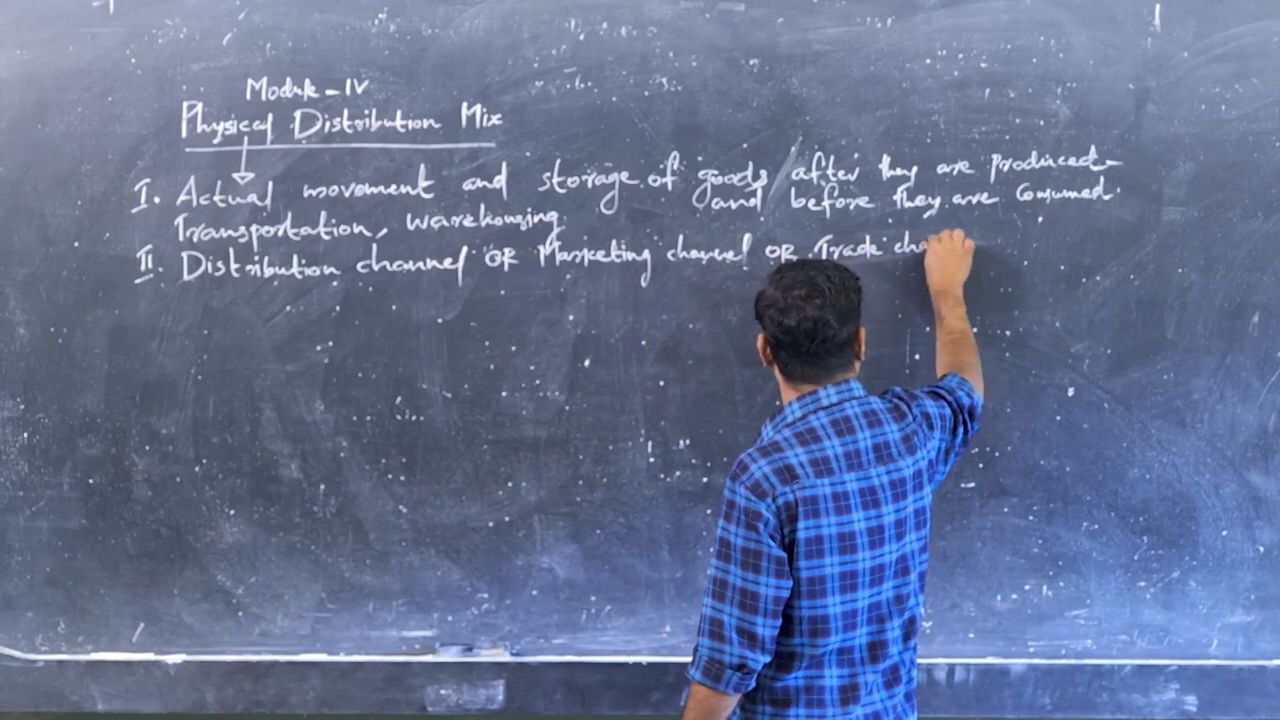 Module - IV
Physical Distribution Mix
I. Actual movement and storage of goods after they are produced
and before they are consumed.
Transportation, warehousing
II. Distribution channel OR Marketing channel OR Trade cha